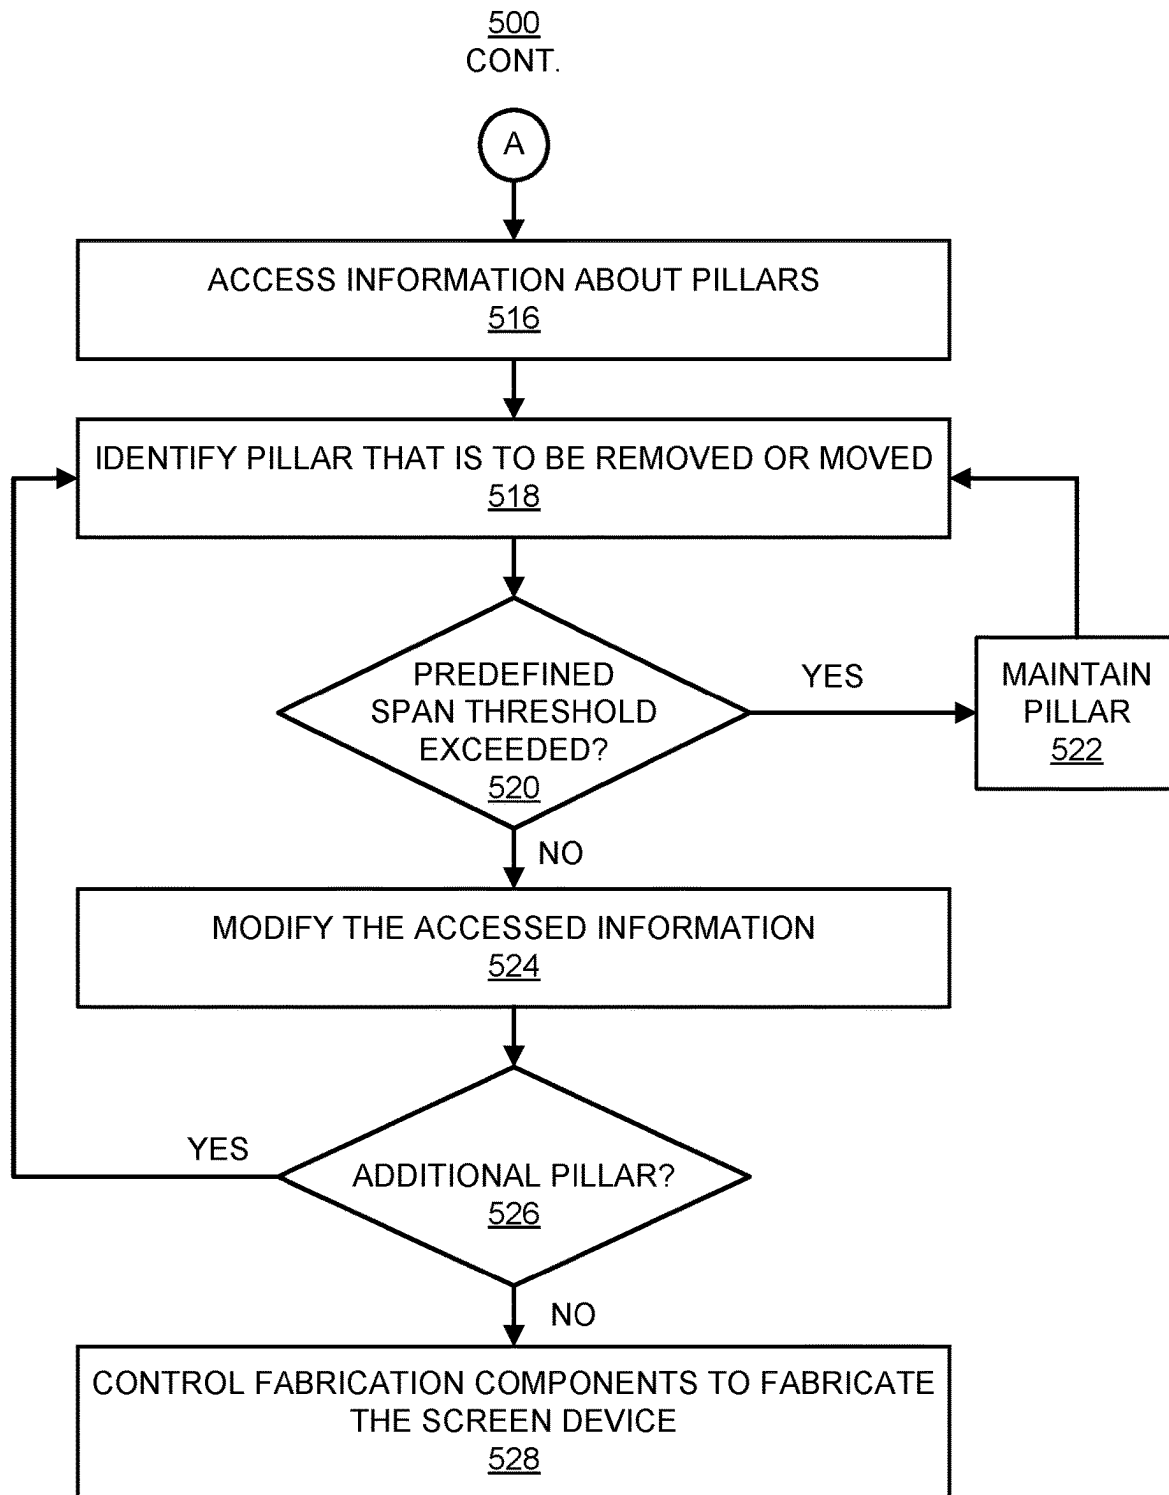 500
CONT.
A
ACCESS INFORMATION ABOUT PILLARS
516
IDENTIFY PILLAR THAT IS TO BE REMOVED OR MOVED
518
PREDEFINED
SPAN THRESHOLD
EXCEEDED?
520
YES
MAINTAIN
PILLAR
522
NO
MODIFY THE ACCESSED INFORMATION
524
YES
ADDITIONAL PILLAR?
526
NO
CONTROL FABRICATION COMPONENTS TO FABRICATE
THE SCREEN DEVICE
528